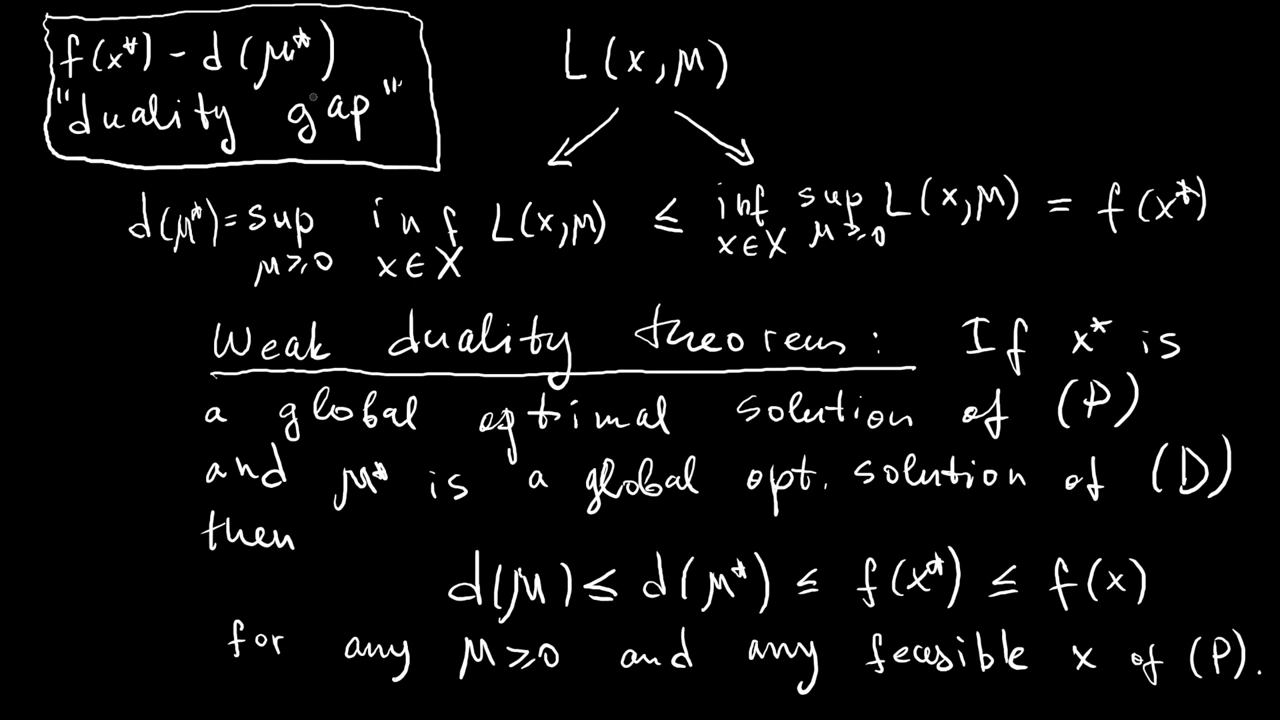 f(x*) - d(μ*)
"duality gap"
L(x,μ)
d(μ*) = sup inf L(x,μ) ≤ inf sup L(x,μ) = f(x*)
μ≥0 x∈X x∈X μ≥0
Weak duality theorem: If x* is
a global optimal solution of (P)
and μ* is a global opt. solution of (D)
then
d(μ) ≤ d(μ*) ≤ f(x*) ≤ f(x)
for any μ≥0 and any feasible x of (P).